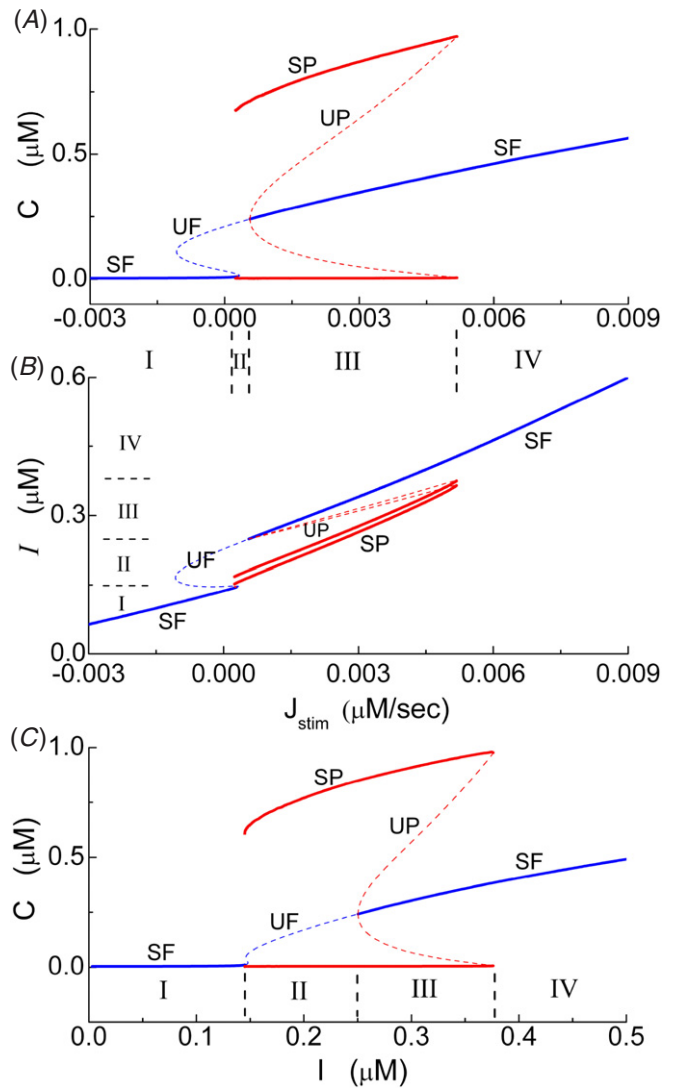 (A)
1.0
SP
UP
C (μM)
0.5
SF
UF
SF
0.0
-0.003 0.000 0.003 0.006 0.009
I II III IV
(B)
0.6
IV
SF
I (μM)
III
0.3
UP
SP
II
UF
I
SF
0.0
-0.003 0.000 0.003 0.006 0.009
Jstim (μM/sec)
(C)
1.0
SP
UP
C (μM)
0.5
SF
UF
SF
0.0
I II III IV
0.0 0.1 0.2 0.3 0.4 0.5
I (μM)